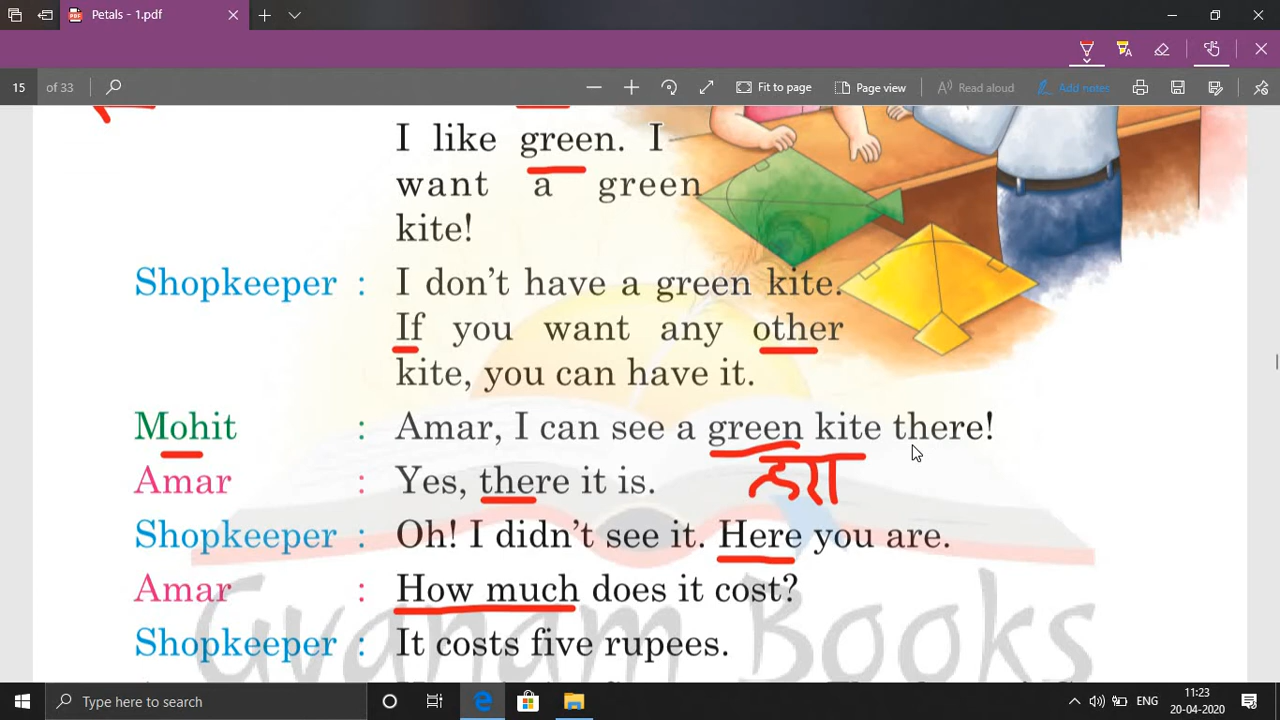 Petals - 1.pdf
15 of 33
Fit to page
Page view
Read aloud
Add notes
I like green. I
want a green
kite!
Shopkeeper : I don't have a green kite.
If you want any other
kite, you can have it.
Mohit : Amar, I can see a green kite there!
हरा
Amar : Yes, there it is.
Shopkeeper : Oh! I didn't see it. Here you are.
Amar : How much does it cost?
Shopkeeper : It costs five rupees.
Gyanam Books
Type here to search
ENG
11:23
20-04-2020